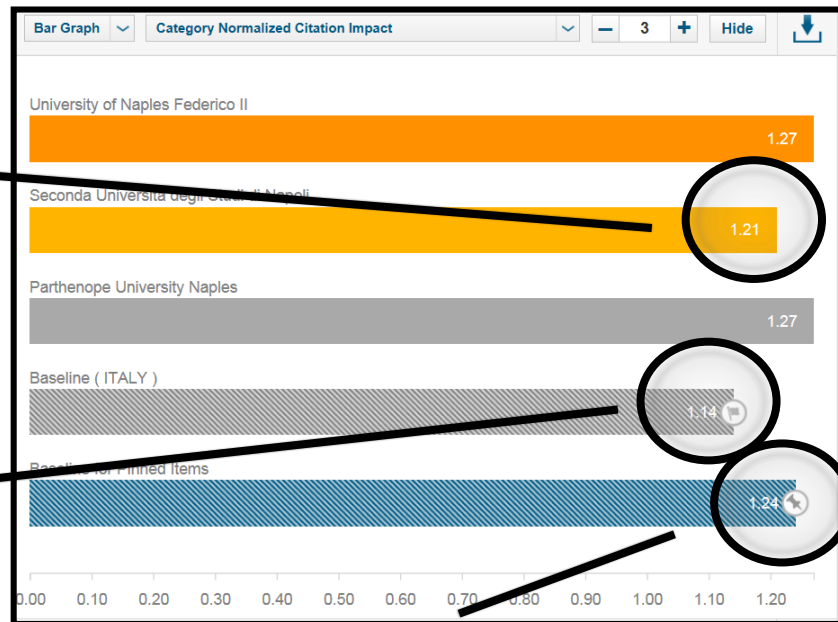 Bar Graph Category Normalized Citation Impact 3 Hide
University of Naples Federico II
1.27
Seconda Universita degli Studi di Napoli
1.21
Parthenope University Naples
1.27
Baseline ( ITALY )
1.14
Baseline for Pinned Items
1.24
0.00 0.10 0.20 0.30 0.40 0.50 0.60 0.70 0.80 0.90 1.00 1.10 1.20